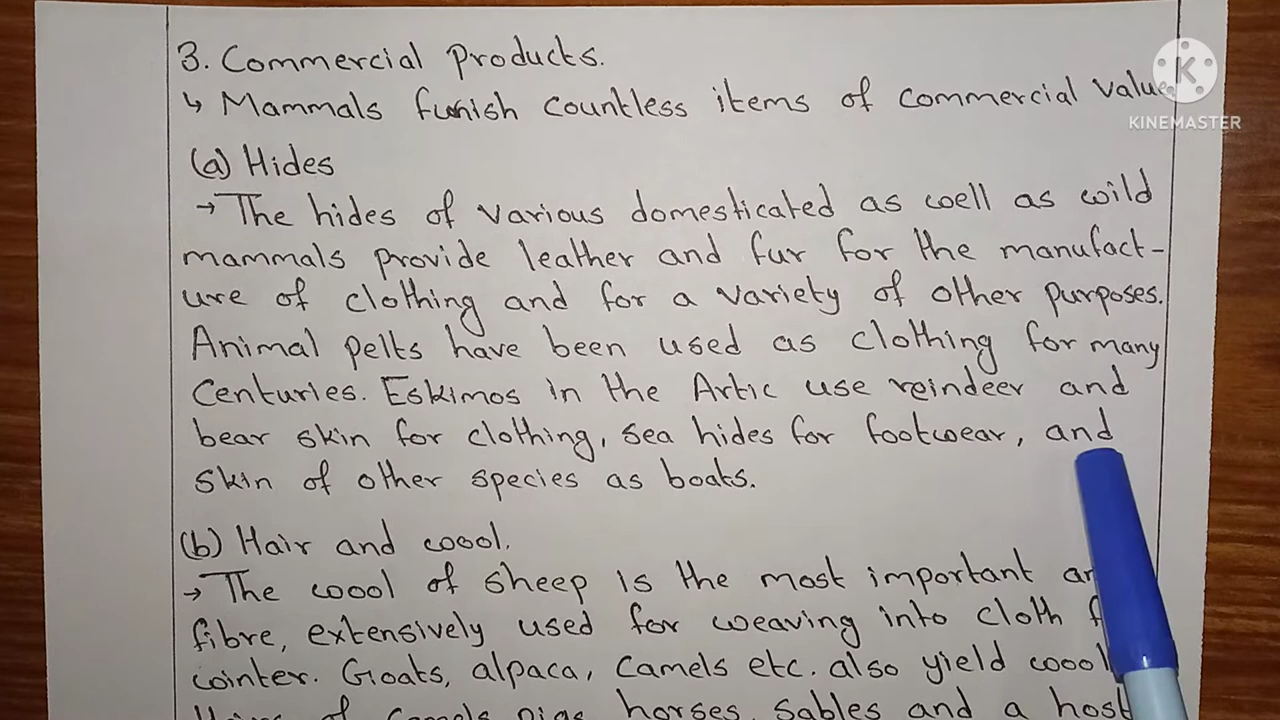 3. Commercial Products.
↳ Mammals furnish countless items of commercial value
KINEMASTER
(a) Hides
→ The hides of various domesticated as well as wild
mammals provide leather and fur for the manufact-
ure of clothing and for a variety of other purposes.
Animal pelts have been used as clothing for many
centuries. Eskimos in the Artic use reindeer and
bear skin for clothing, sea hides for footwear, and
skin of other species as boats.
(b) Hair and wool.
→ The wool of sheep is the most important
fibre, extensively used for weaving into cloth
winter. Goats, alpaca, camels etc. also yield wool
of camels pigs horses, sables and a host